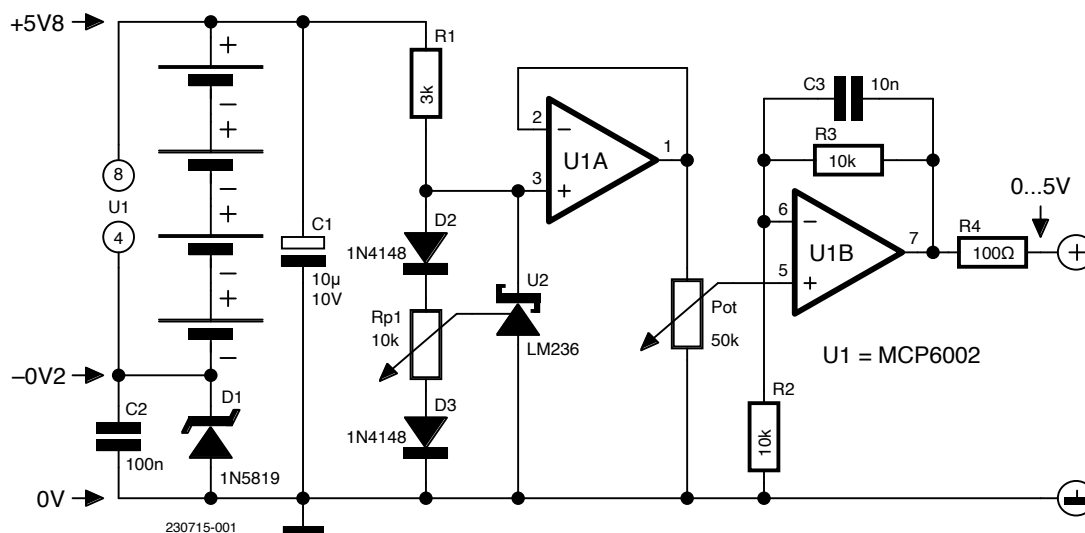 +5V8
+
−
+
−
+
−
+
−
8
U1
4
−0V2
C2
100n
D1
1N5819
0V
230715-001
C1
10µ
10V
R1
3k
D2
1N4148
Rp1
10k
D3
1N4148
U2
LM236
2
−
3
+
1
U1A
Pot
50k
C3
10n
R3
10k
6
−
5
+
7
U1B
R2
10k
R4
100Ω
0...5V
+
U1 = MCP6002